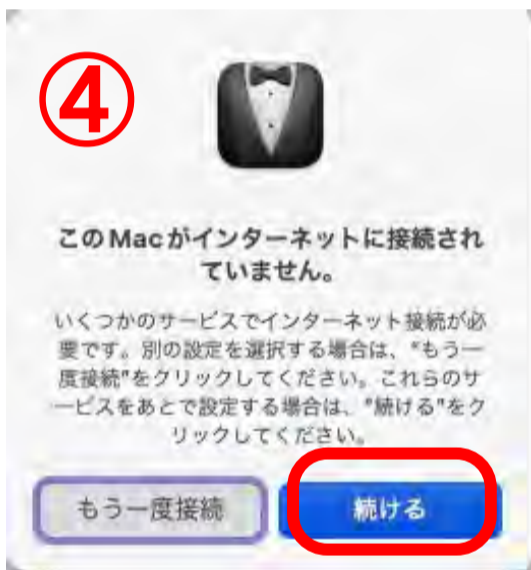 ④
このMacがインターネットに接続され
ていません。
いくつかのサービスでインターネット接続が必
要です。別の設定を選択する場合は、"もう一
度接続"をクリックしてください。これらのサ
ービスをあとで設定する場合は、"続ける"をク
リックしてください。
もう一度接続
続ける